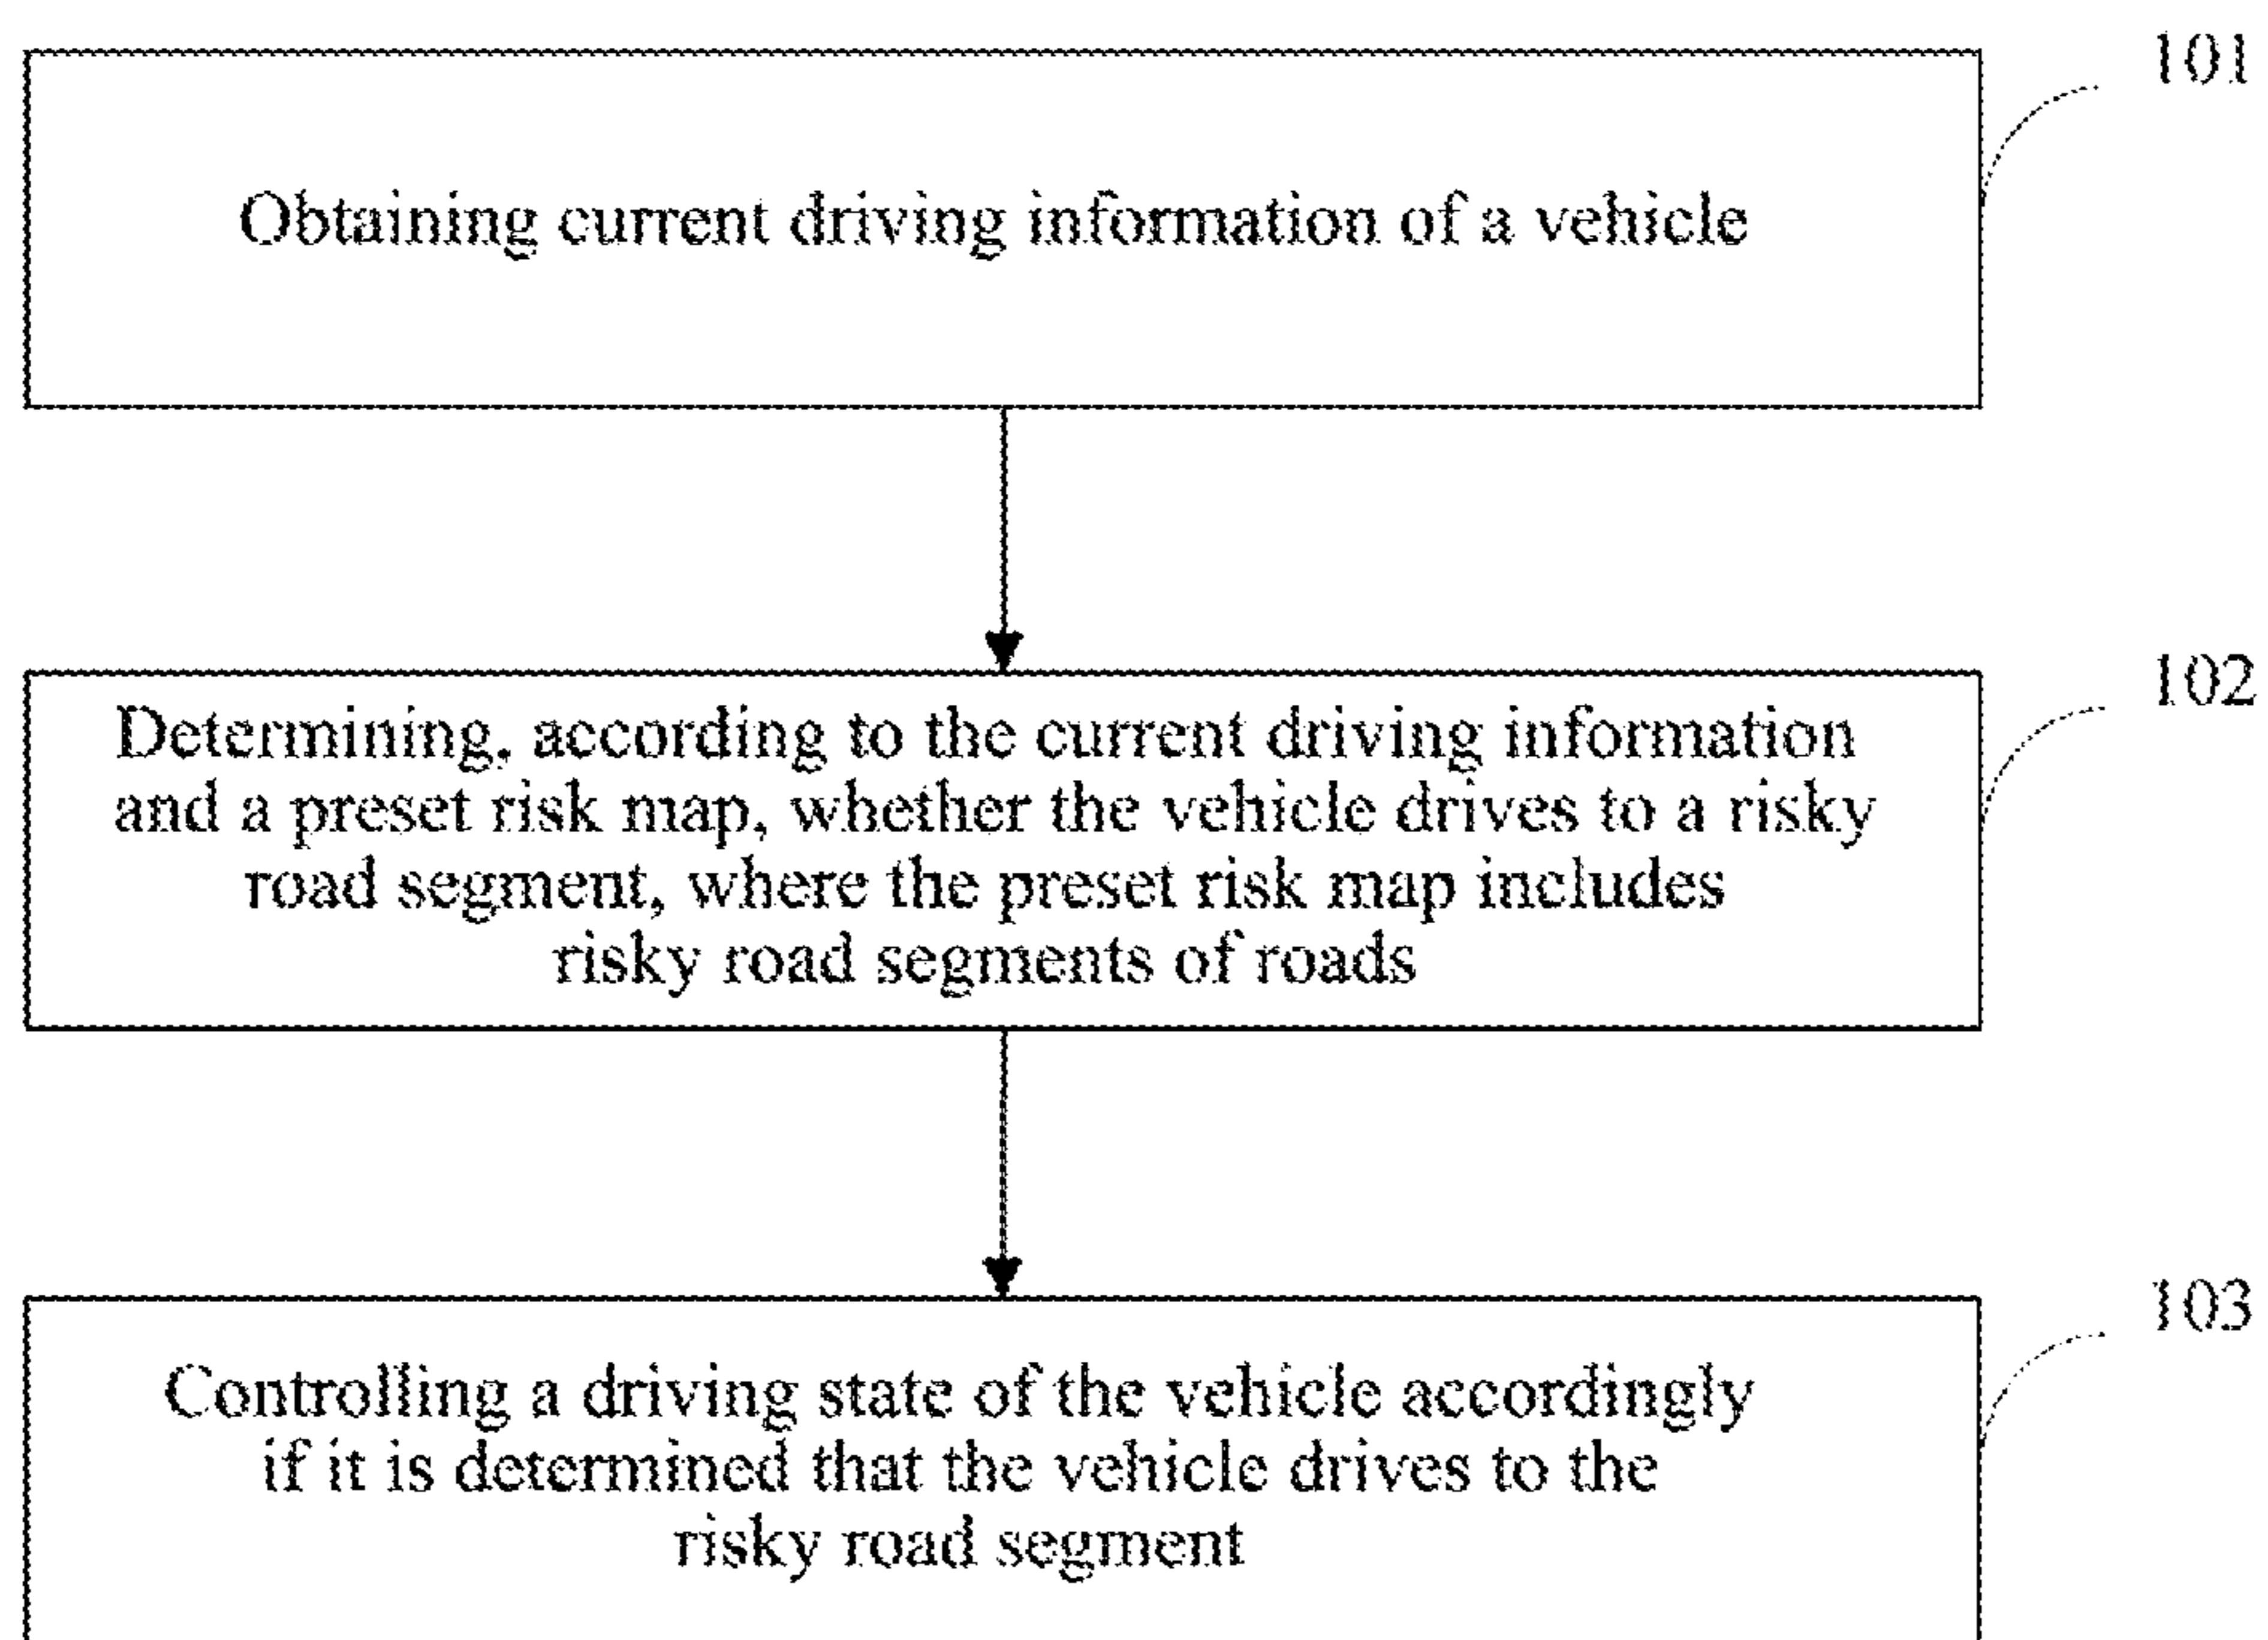 101
Obtaining current driving information of a vehicle
102
Determining, according to the current driving information
and a preset risk map, whether the vehicle drives to a risky
road segment, where the preset risk map includes
risky road segments of roads
103
Controlling a driving state of the vehicle accordingly
if it is determined that the vehicle drives to the
risky road segment